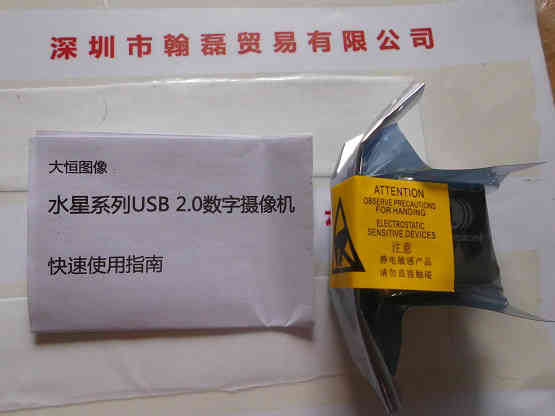 深圳市翰磊贸易有限公司
大恒图像
水星系列USB 2.0数字摄像机
快速使用指南
ATTENTION
OBSERVE PRECAUTIONS
FOR HANDING
ELECTROSTATIC
SENSITIVE DEVICES
注意
静电敏感产品
请勿直接触碰